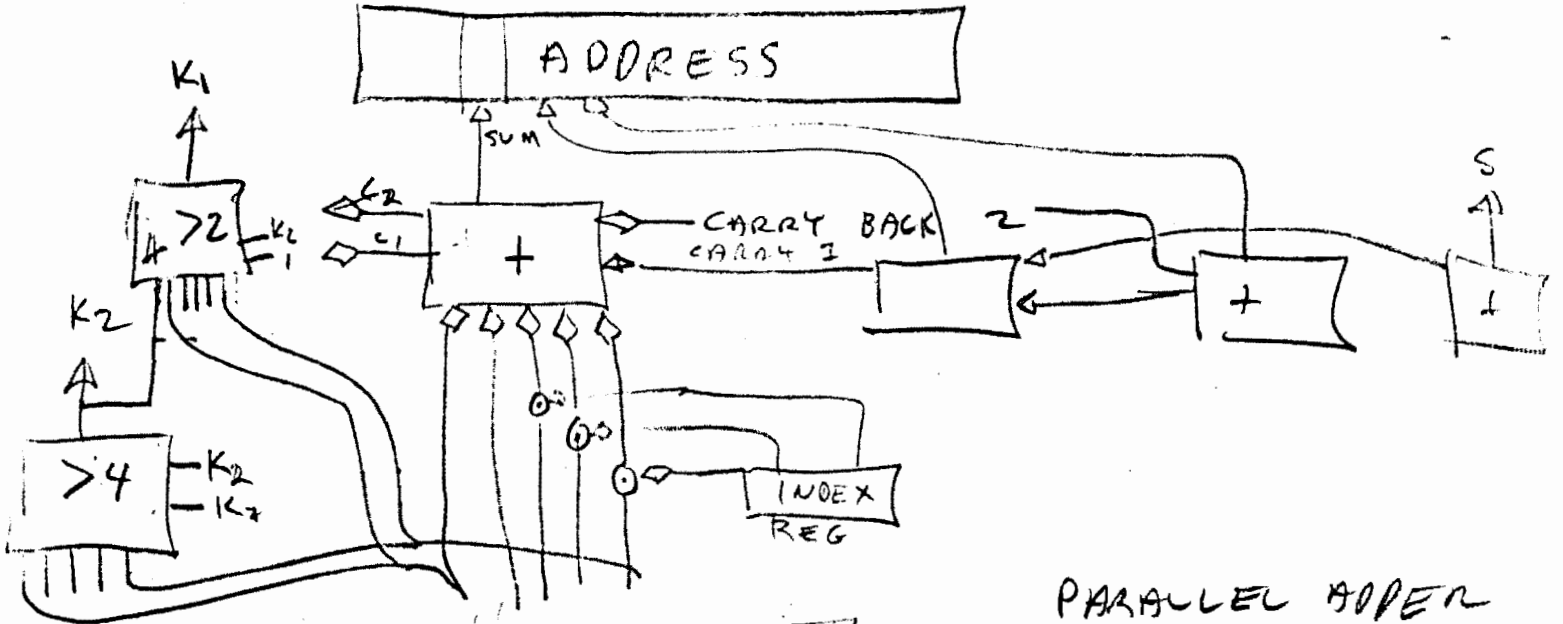 ADDRESS
K1
SUM
S
>2
K2
1
C2
C1
+
CARRY BACK
2
CARRY 1
+
+
K2
>4
K2
INDEX
REG
PARALLEL ADDER